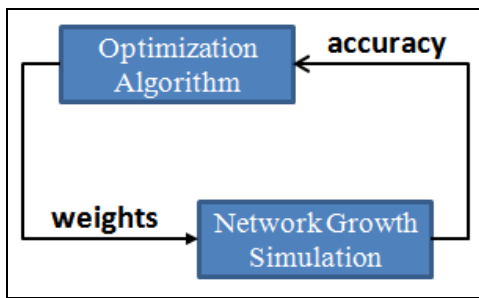 Optimization
Algorithm
accuracy
weights
Network Growth
Simulation